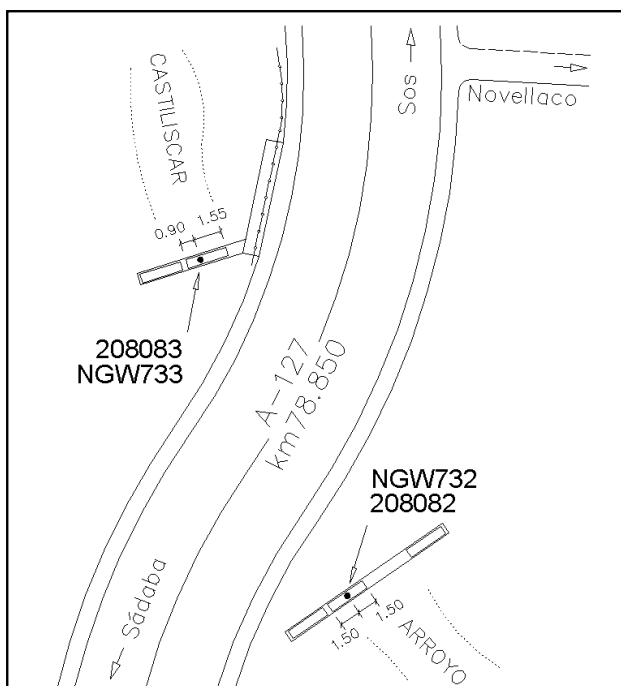 Sos
Novellaco
CASTILISCAR
0.90
1.55
208083
NGW733
A-127
km78.850
NGW732
208082
Sádaba
1.50
1.50
ARROYO